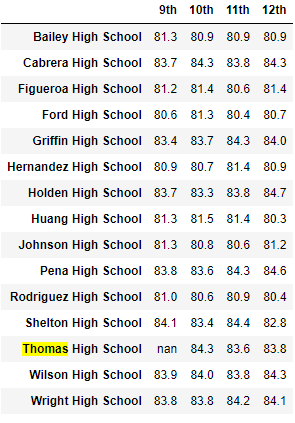 9th 10th 11th 12th
Bailey High School 81.3 80.9 80.9 80.9
Cabrera High School 83.7 84.3 83.8 84.3
Figueroa High School 81.2 81.4 80.6 81.4
Ford High School 80.6 81.3 80.4 80.7
Griffin High School 83.4 83.7 84.3 84.0
Hernandez High School 80.9 80.7 81.4 80.9
Holden High School 83.7 83.3 83.8 84.7
Huang High School 81.3 81.5 81.4 80.3
Johnson High School 81.3 80.8 80.6 81.2
Pena High School 83.8 83.6 84.3 84.6
Rodriguez High School 81.0 80.6 80.9 80.4
Shelton High School 84.1 83.4 84.4 82.8
Thomas High School nan 84.3 83.6 83.8
Wilson High School 83.9 84.0 83.8 84.3
Wright High School 83.8 83.8 84.2 84.1